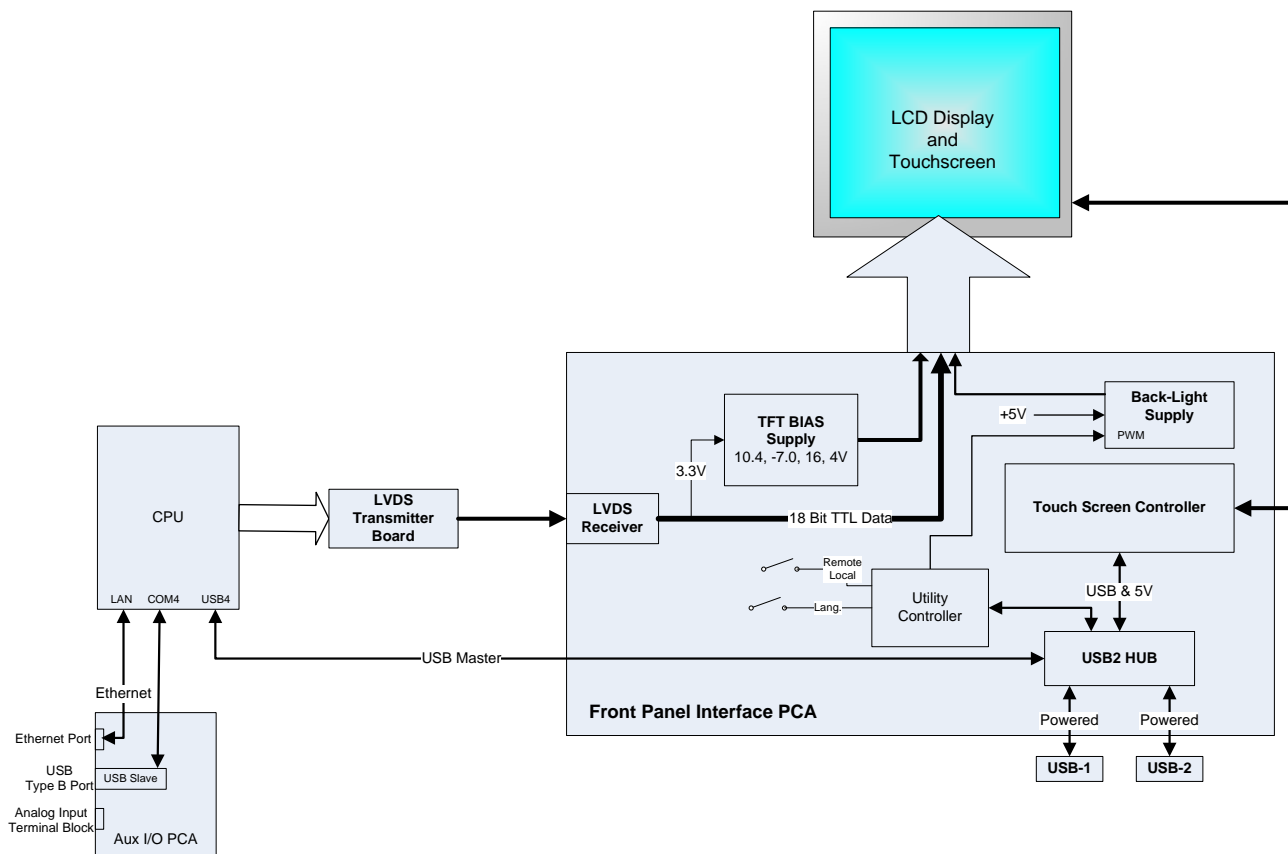 LCD Display
and
Touchscreen
Back-Light
Supply
+5V
PWM
TFT BIAS
Supply
10.4, -7.0, 16, 4V
3.3V
CPU
LVDS
Transmitter
Board
LVDS
Receiver
18 Bit TTL Data
Touch Screen Controller
Remote
Local
Lang.
Utility
Controller
USB & 5V
LAN
COM4
USB4
USB Master
USB2 HUB
Ethernet
Front Panel Interface PCA
Powered
Powered
USB-1
USB-2
Ethernet Port
USB
Type B Port
USB Slave
Analog Input
Terminal Block
Aux I/O PCA